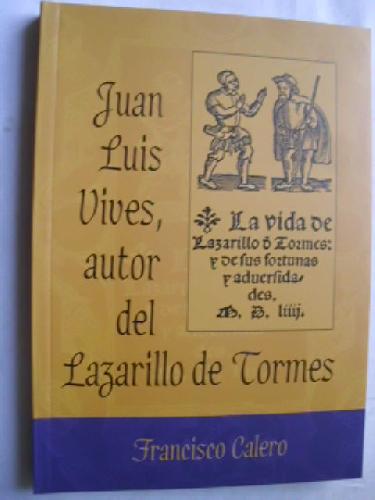 Juan
Luis
Vives,
autor
del
Lazarillo de Tormes
La vida de
Lazarillo d Tormes:
y de sus fortunas
y aduersida-
des.
M. D. liiij.
Francisco Calero